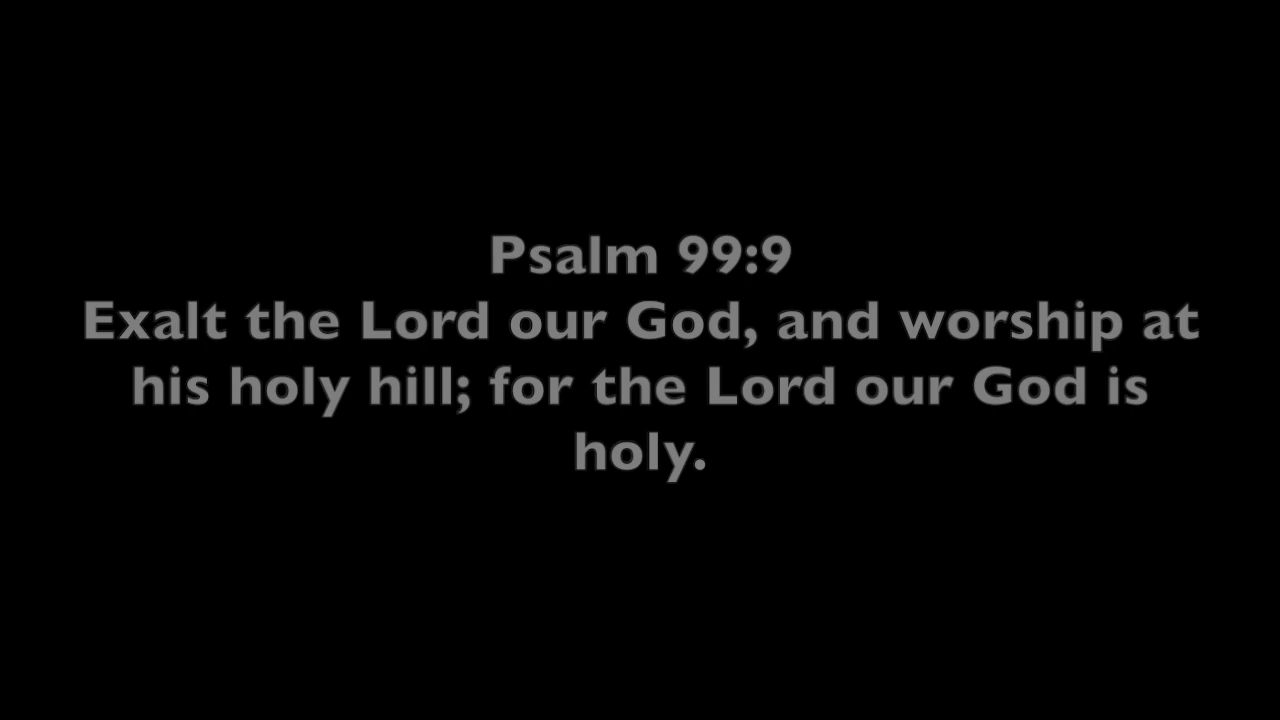 Psalm 99:9
Exalt the Lord our God, and worship at
his holy hill; for the Lord our God is
holy.